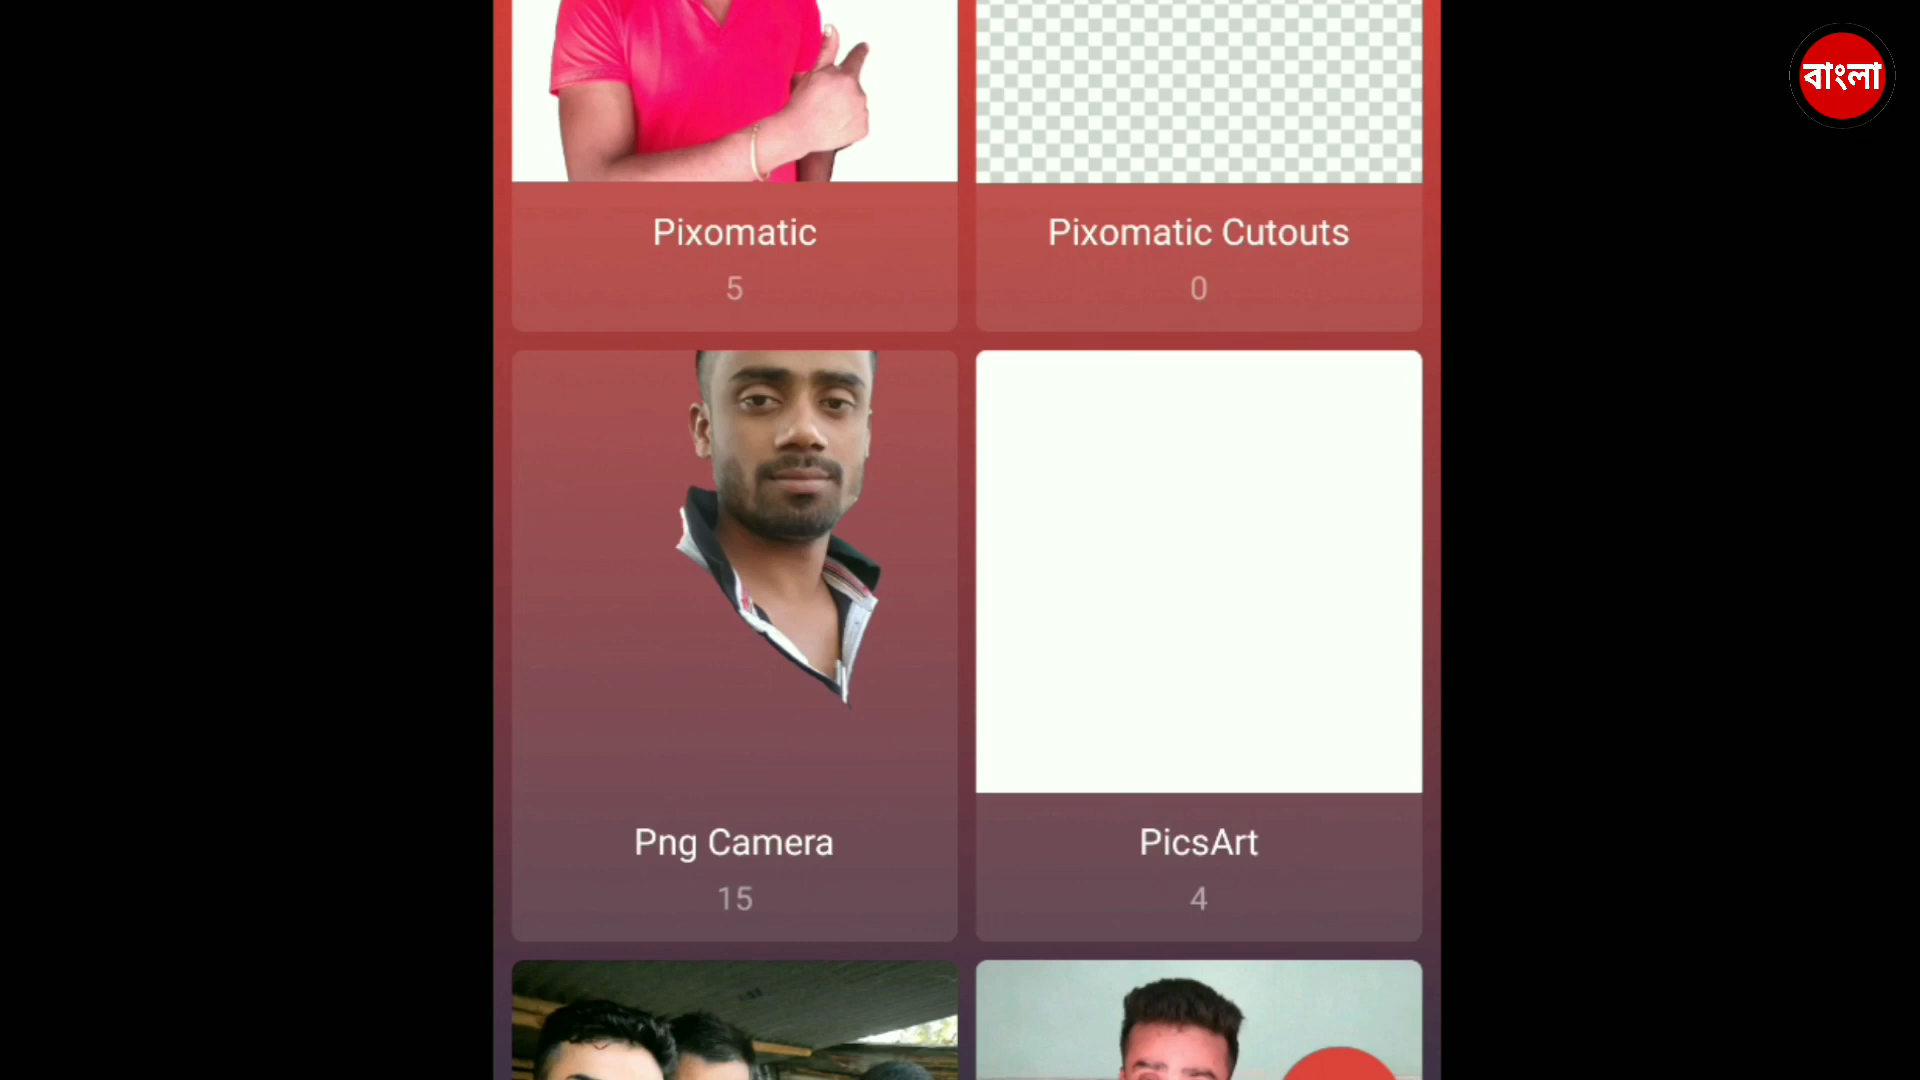 বাংলা
Pixomatic
5
Pixomatic Cutouts
0
Png Camera
15
PicsArt
4